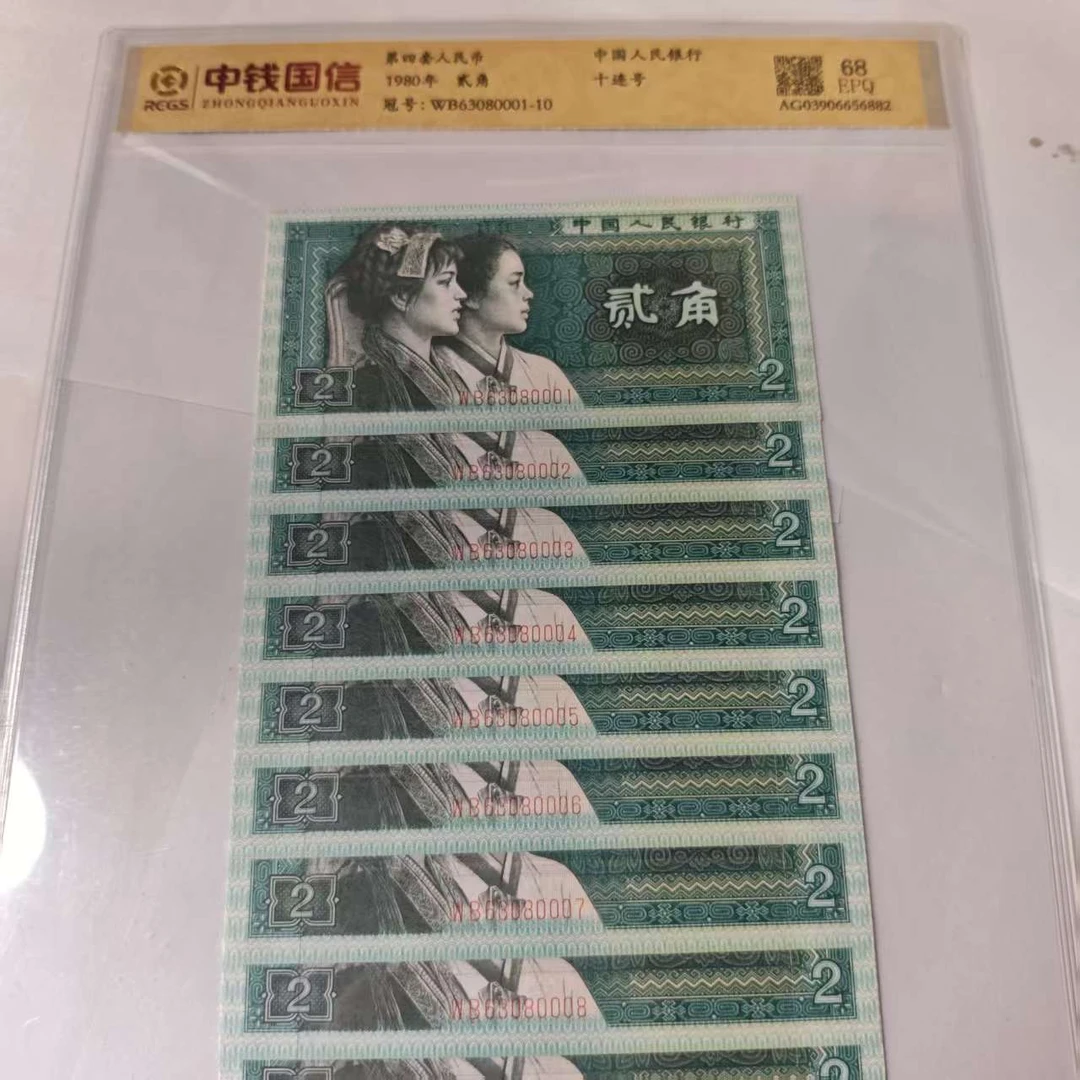 中钱国信
RCGS ZHONGQIANGUOXIN
第四套人民币
1980年 贰角
冠号: WB63080001-10
中国人民银行
十连号
68
EPQ
AG03906656882
中国人民银行
贰角
2 WB63080001 2
2 WB63080002 2
2 WB63080003 2
2 WB63080004 2
2 WB63080005 2
2 WB63080006 2
2 WB63080007 2
2 WB63080008 2